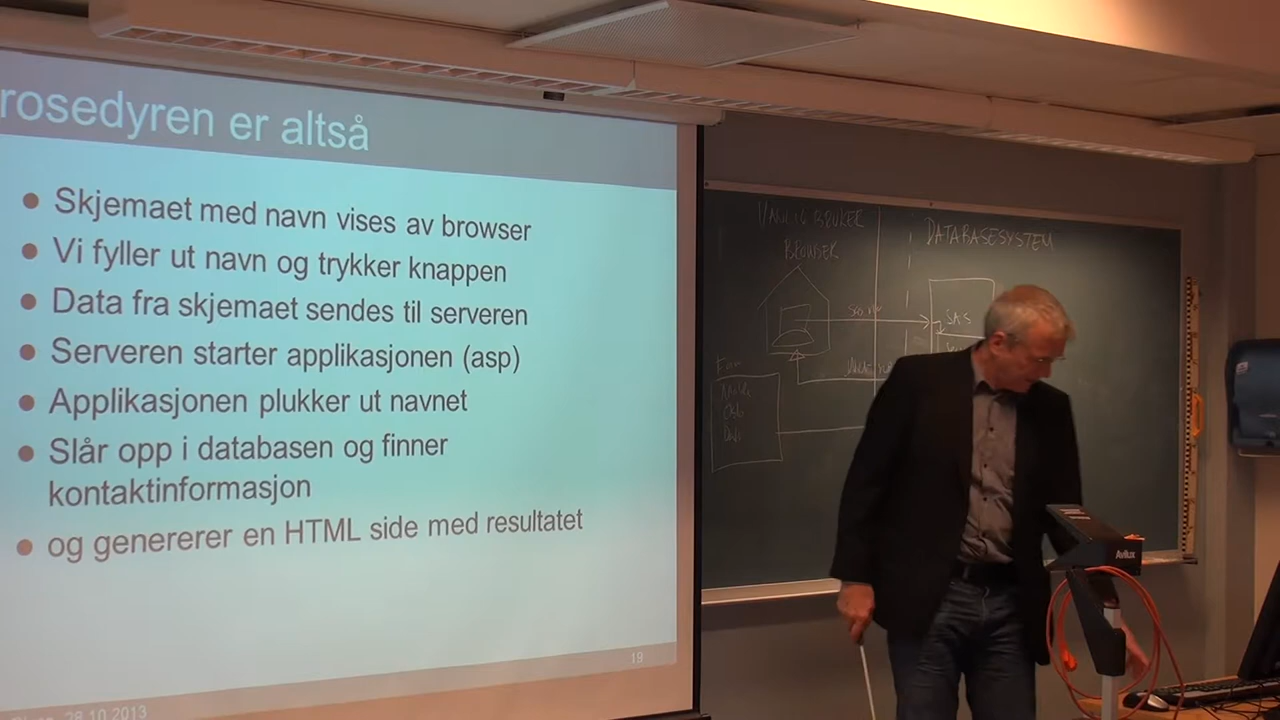 rosedyren er altså
Skjemaet med navn vises av browser
Vi fyller ut navn og trykker knappen
Data fra skjemaet sendes til serveren
Serveren starter applikasjonen (asp)
Applikasjonen plukker ut navnet
Slår opp i databasen og finner
kontaktinformasjon
og genererer en HTML side med resultatet
19
28.10.2013
VANLIG BRUKER
BROWSER
DATABASESYSTEM
Avilux